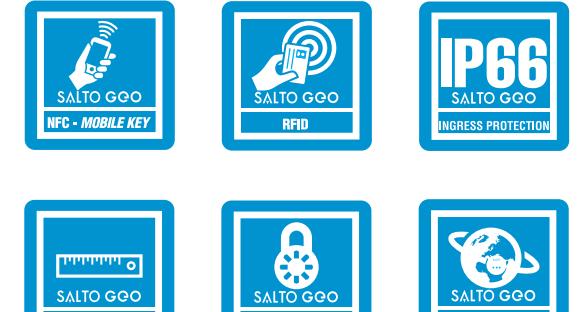 SALTO GEO
NFC - MOBILE KEY
SALTO GEO
RFID
IP66
SALTO GEO
INGRESS PROTECTION
SALTO GEO
SALTO GEO
SALTO GEO